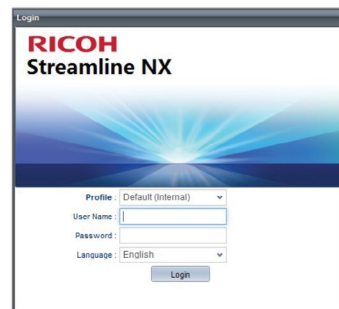 Login
RICOH
Streamline NX
Profile : Default (Internal)
User Name :
Password :
Language : English
Login